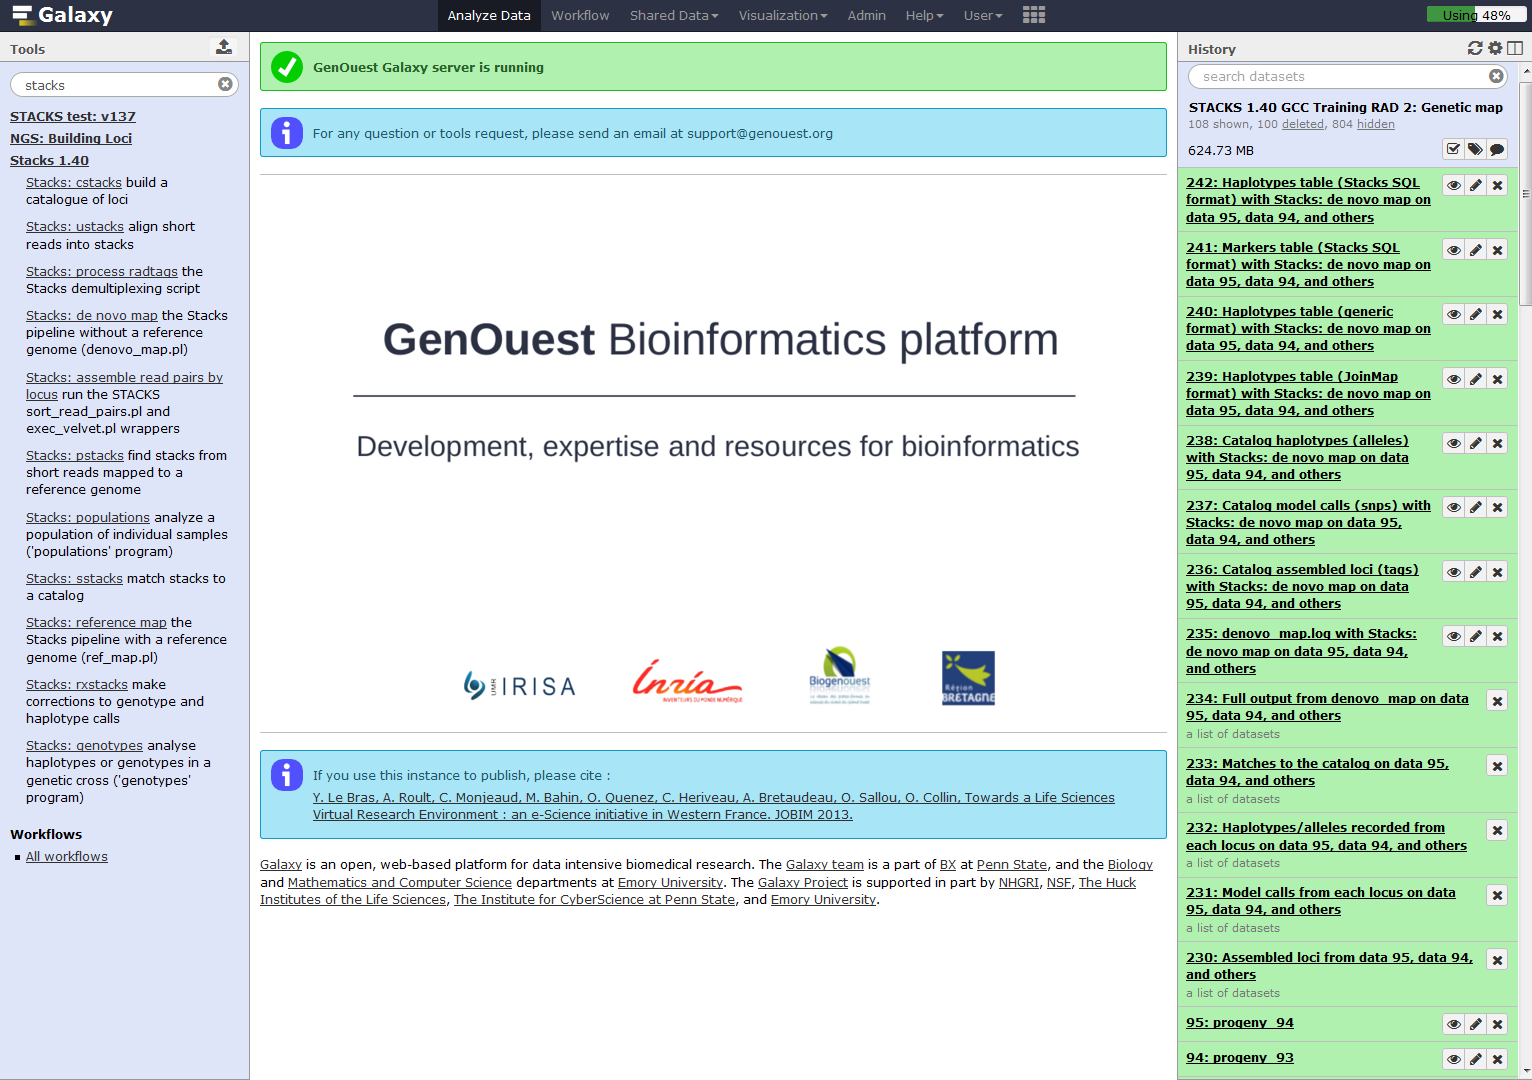 Galaxy
Analyze Data
Workflow
Shared Data
Visualization
Admin
Help
User
Using 48%
Tools
stacks
STACKS test: v137
NGS: Building Loci
Stacks 1.40
Stacks: cstacks build a
catalogue of loci
Stacks: ustacks align short
reads into stacks
Stacks: process radtags the
Stacks demultiplexing script
Stacks: de novo map the Stacks
pipeline without a reference
genome (denovo_map.pl)
Stacks: assemble read pairs by
locus run the STACKS
sort_read_pairs.pl and
exec_velvet.pl wrappers
Stacks: pstacks find stacks from
short reads mapped to a
reference genome
Stacks: populations analyze a
population of individual samples
('populations' program)
Stacks: sstacks match stacks to
a catalog
Stacks: reference map the
Stacks pipeline with a reference
genome (ref_map.pl)
Stacks: rxstacks make
corrections to genotype and
haplotype calls
Stacks: genotypes analyse
haplotypes or genotypes in a
genetic cross ('genotypes'
program)
Workflows
All workflows
GenOuest Galaxy server is running
For any question or tools request, please send an email at support@genouest.org
GenOuest Bioinformatics platform
Development, expertise and resources for bioinformatics
UMR IRISA
Inria
INVENTEURS DU MONDE NUMÉRIQUE
Biogenouest
Région
BRETAGNE
If you use this instance to publish, please cite :
Y. Le Bras, A. Roult, C. Monjeaud, M. Bahin, O. Quenez, C. Heriveau, A. Bretaudeau, O. Sallou, O. Collin, Towards a Life Sciences
Virtual Research Environment : an e-Science initiative in Western France. JOBIM 2013.
Galaxy is an open, web-based platform for data intensive biomedical research. The Galaxy team is a part of BX at Penn State, and the Biology
and Mathematics and Computer Science departments at Emory University. The Galaxy Project is supported in part by NHGRI, NSF, The Huck
Institutes of the Life Sciences, The Institute for CyberScience at Penn State, and Emory University.
History
search datasets
STACKS 1.40 GCC Training RAD 2: Genetic map
108 shown, 100 deleted, 804 hidden
624.73 MB
242: Haplotypes table (Stacks SQL
format) with Stacks: de novo map on
data 95, data 94, and others
241: Markers table (Stacks SQL
format) with Stacks: de novo map on
data 95, data 94, and others
240: Haplotypes table (generic
format) with Stacks: de novo map on
data 95, data 94, and others
239: Haplotypes table (JoinMap
format) with Stacks: de novo map on
data 95, data 94, and others
238: Catalog haplotypes (alleles)
with Stacks: de novo map on data
95, data 94, and others
237: Catalog model calls (snps) with
Stacks: de novo map on data 95,
data 94, and others
236: Catalog assembled loci (tags)
with Stacks: de novo map on data
95, data 94, and others
235: denovo_map.log with Stacks:
de novo map on data 95, data 94,
and others
234: Full output from denovo_map on data
95, data 94, and others
a list of datasets
233: Matches to the catalog on data 95,
data 94, and others
a list of datasets
232: Haplotypes/alleles recorded from
each locus on data 95, data 94, and others
a list of datasets
231: Model calls from each locus on data
95, data 94, and others
a list of datasets
230: Assembled loci from data 95, data 94,
and others
a list of datasets
95: progeny_94
94: progeny_93